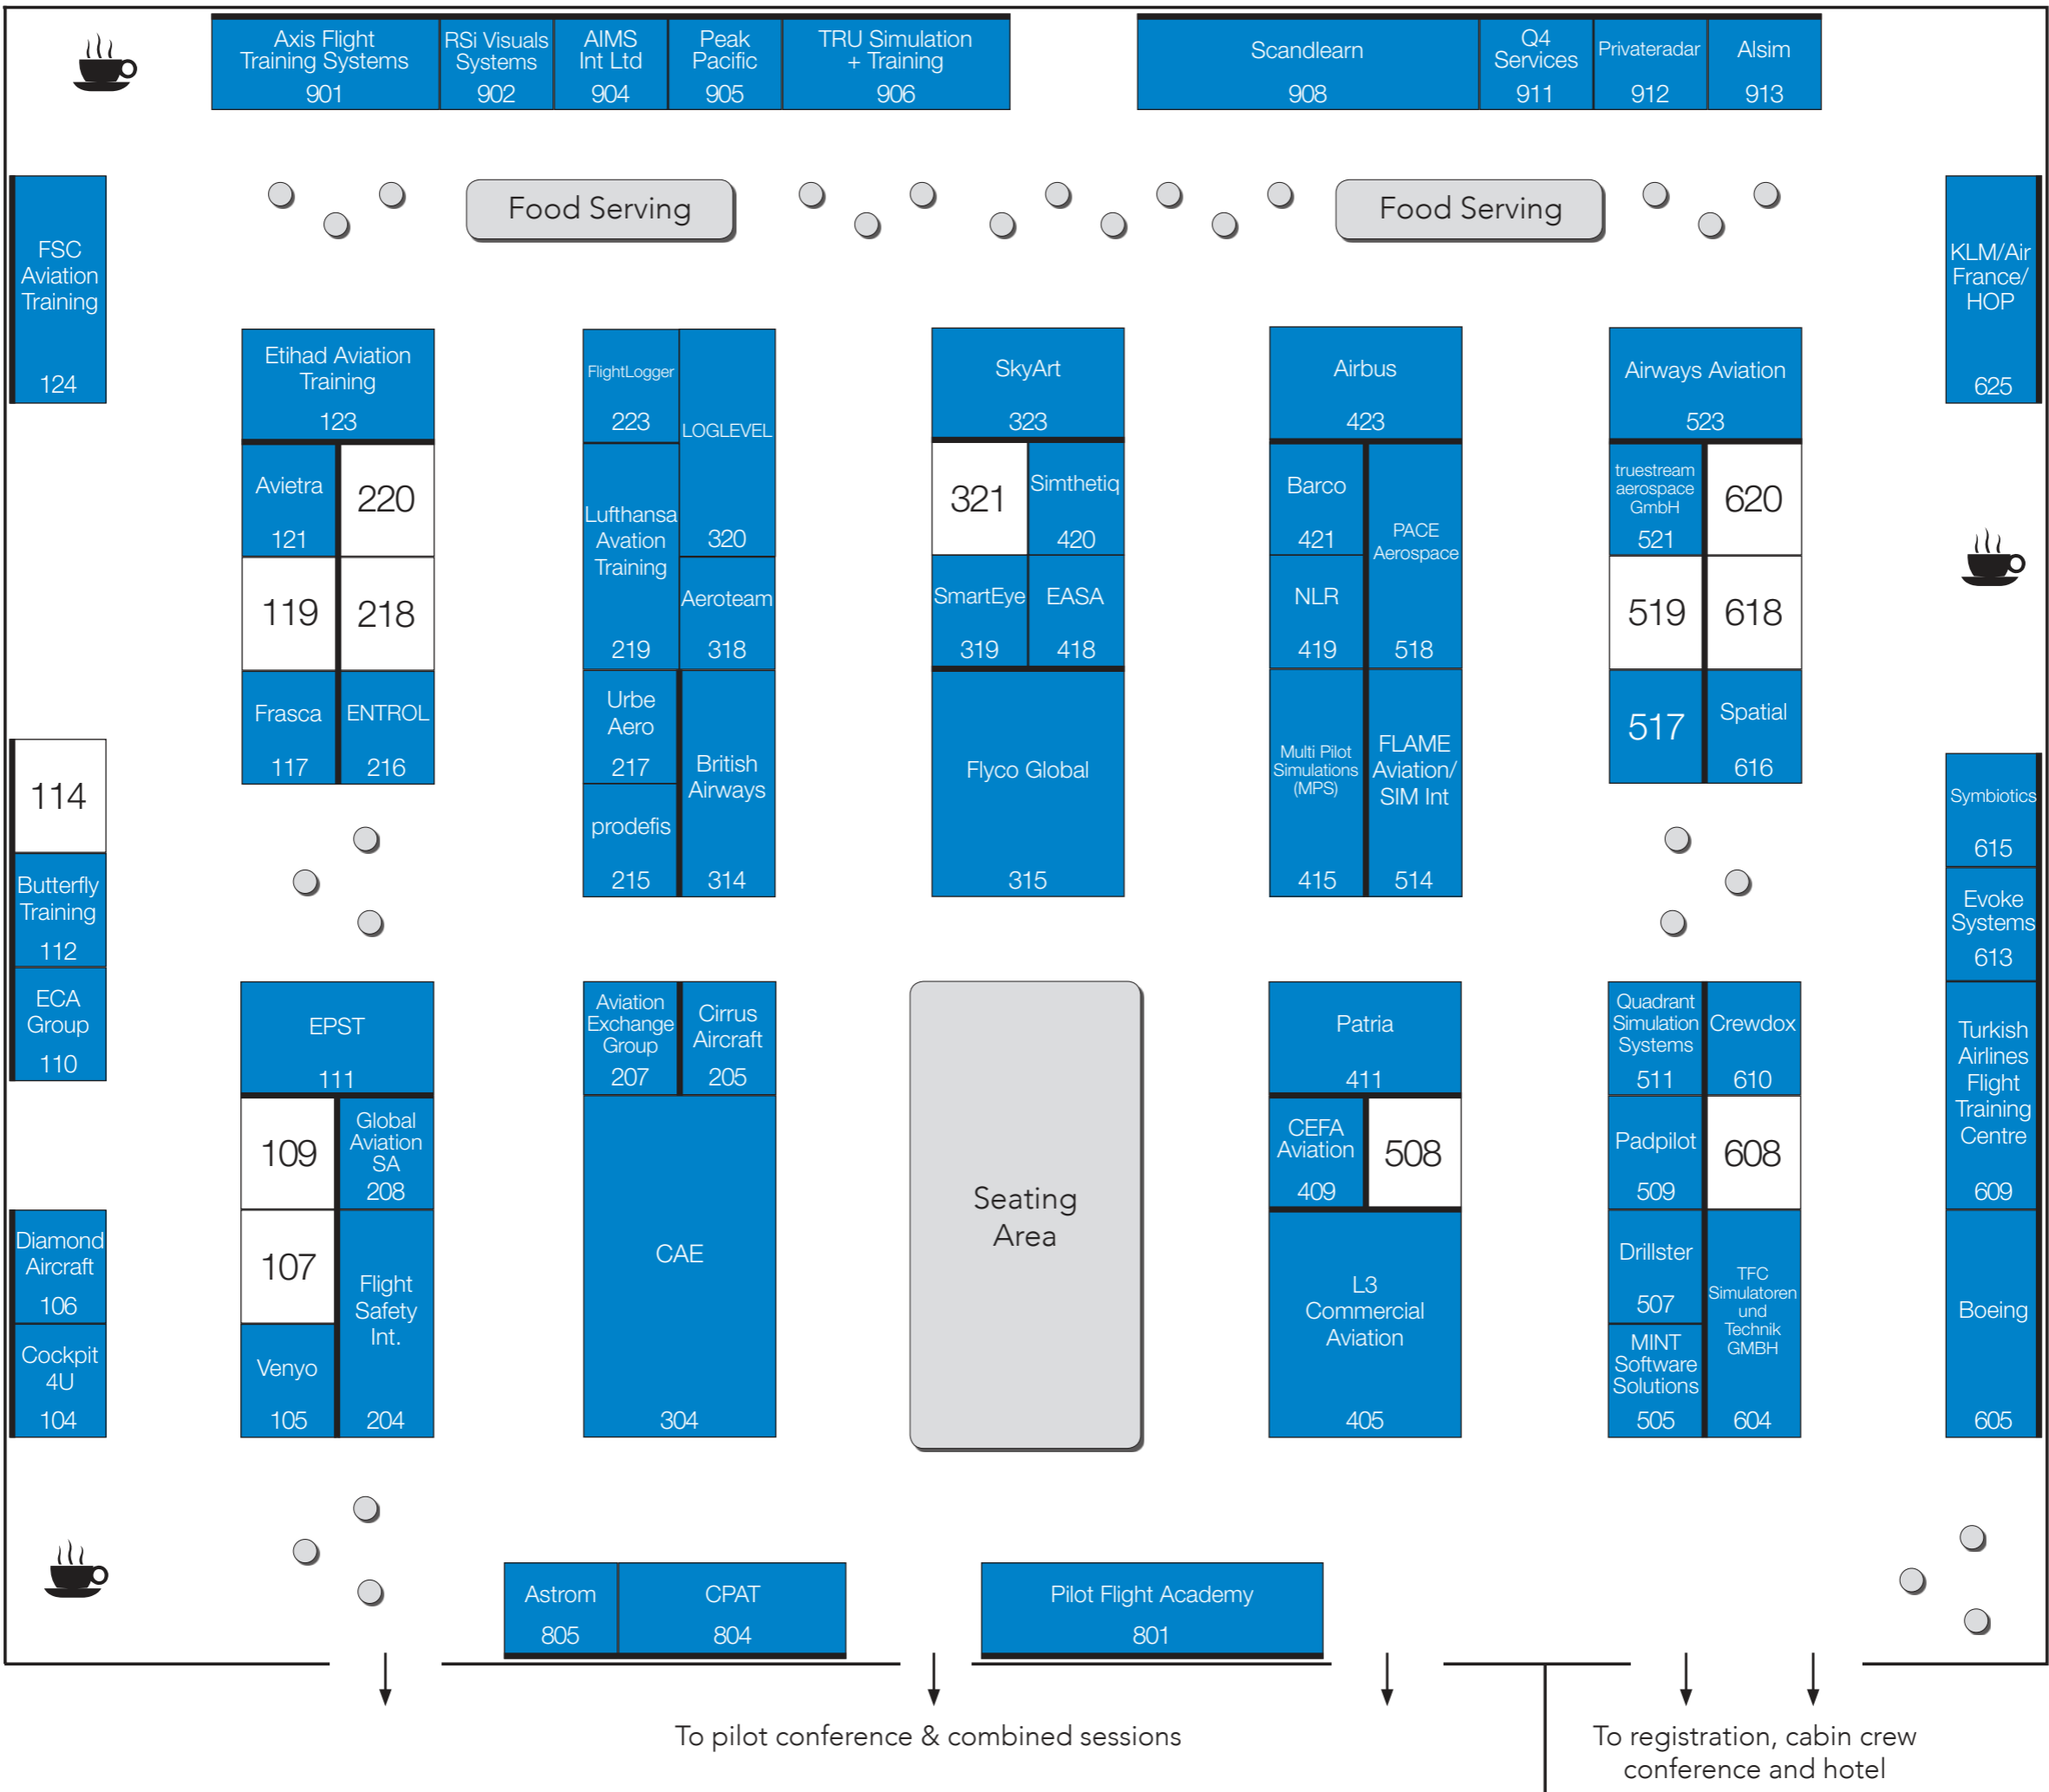 Axis Flight
Training Systems
901
RSi Visuals
Systems
902
AIMS
Int Ltd
904
Peak
Pacific
905
TRU Simulation
+ Training
906
Scandlearn
908
Q4
Services
911
Privateradar
912
Alsim
913
Food Serving
Food Serving
FSC
Aviation
Training
124
KLM/Air
France/
HOP
625
Etihad Aviation
Training
123
Avietra
121
220
119
218
Frasca
117
ENTROL
216
FlightLogger
223
LOGLEVEL
320
Lufthansa
Avation
Training
219
Aeroteam
318
Urbe
Aero
217
British
Airways
314
prodefis
215
SkyArt
323
321
Simthetiq
420
SmartEye
319
EASA
418
Flyco Global
315
Airbus
423
Barco
421
PACE
Aerospace
518
NLR
419
Multi Pilot
Simulations
(MPS)
415
FLAME
Aviation/
SIM Int
514
Airways Aviation
523
truestream
aerospace
GmbH
521
620
519
618
517
Spatial
616
114
Butterfly
Training
112
ECA
Group
110
Symbiotics
615
Evoke
Systems
613
Turkish
Airlines
Flight
Training
Centre
609
Boeing
605
Diamond
Aircraft
106
Cockpit
4U
104
EPST
111
109
Global
Aviation
SA
208
107
Flight
Safety
Int.
204
Venyo
105
Aviation
Exchange
Group
207
Cirrus
Aircraft
205
CAE
304
Seating
Area
Patria
411
CEFA
Aviation
409
508
L3
Commercial
Aviation
405
Quadrant
Simulation
Systems
511
Crewdox
610
Padpilot
509
608
Drillster
507
TFC
Simulatoren
und
Technik
GMBH
604
MINT
Software
Solutions
505
Astrom
805
CPAT
804
Pilot Flight Academy
801
To pilot conference & combined sessions
To registration, cabin crew
conference and hotel